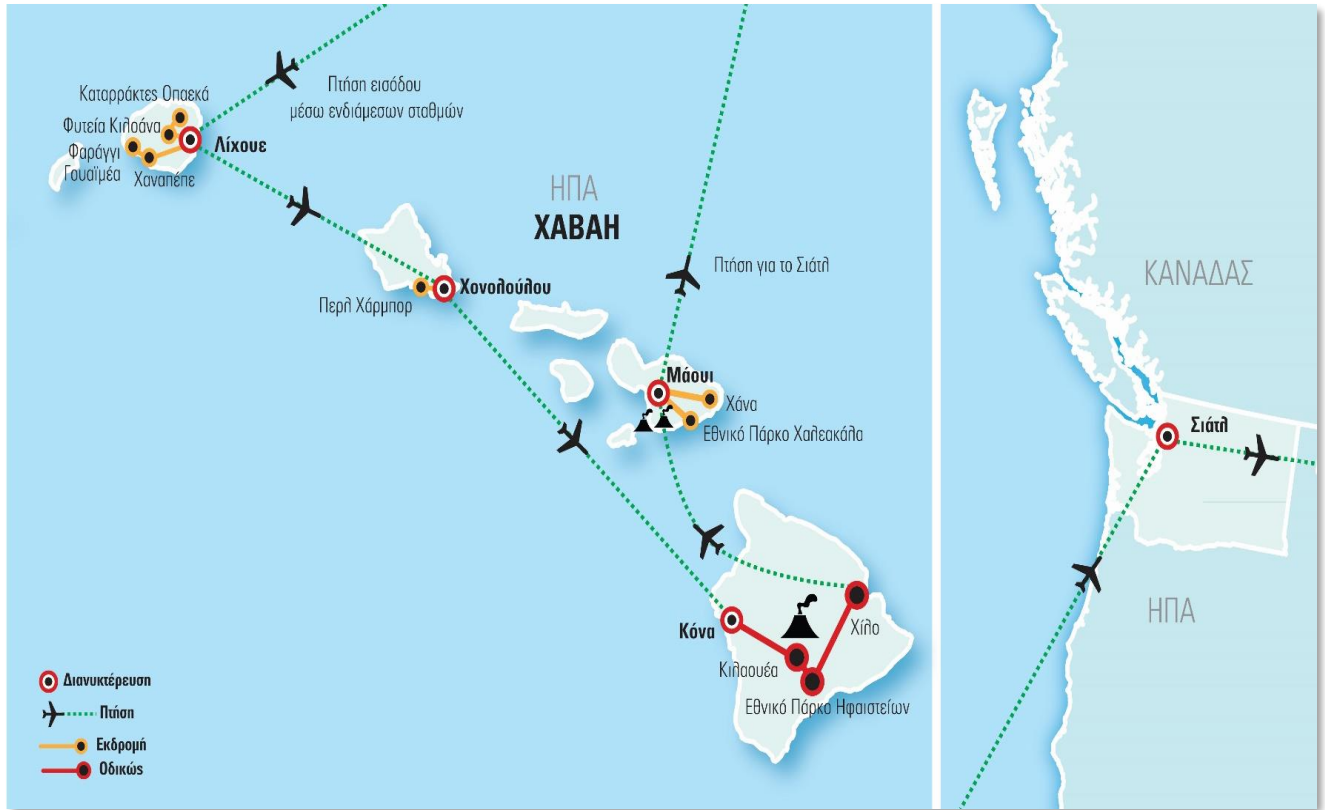 Πτήση εισόδου
μέσω ενδιάμεσων σταθμών
Καταρράκτες Οπαεκά
Φυτεία Κιλοάνα
Λίχουε
Φαράγγι
Γουαϊμέα
Χαναπέπε
ΗΠΑ
ΧΑΒΑΗ
Πτήση για το Σιάτλ
Χονολούλου
Περλ Χάρμπορ
Μάουι
Χάνα
Εθνικό Πάρκο Χαλεακάλα
Κόνα
Χίλο
Κιλαουέα
Εθνικό Πάρκο Ηφαιστείων
Διανυκτέρευση
Πτήση
Εκδρομή
Οδικώς
ΚΑΝΑΔΑΣ
Σιάτλ
ΗΠΑ